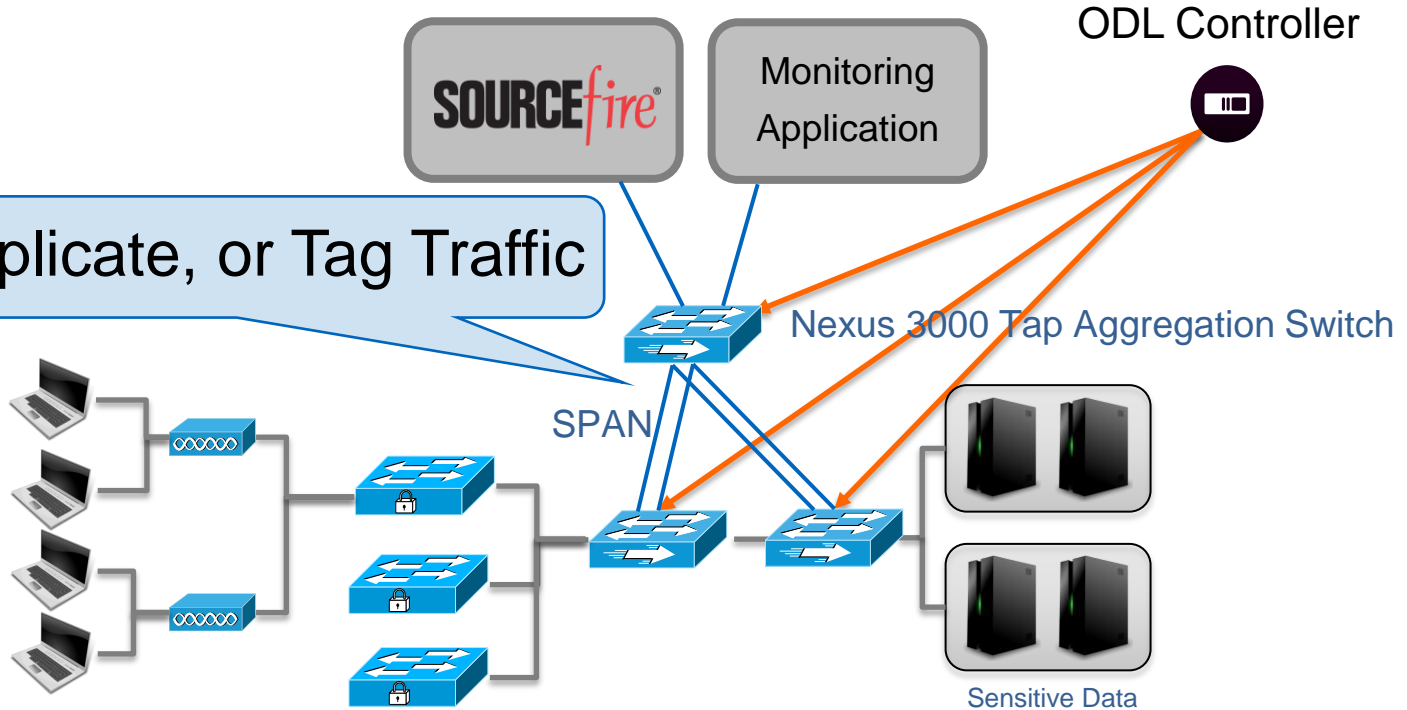 ODL Controller
SOURCEfire®
Monitoring
Application
plicate, or Tag Traffic
Nexus 3000 Tap Aggregation Switch
SPAN
Sensitive Data